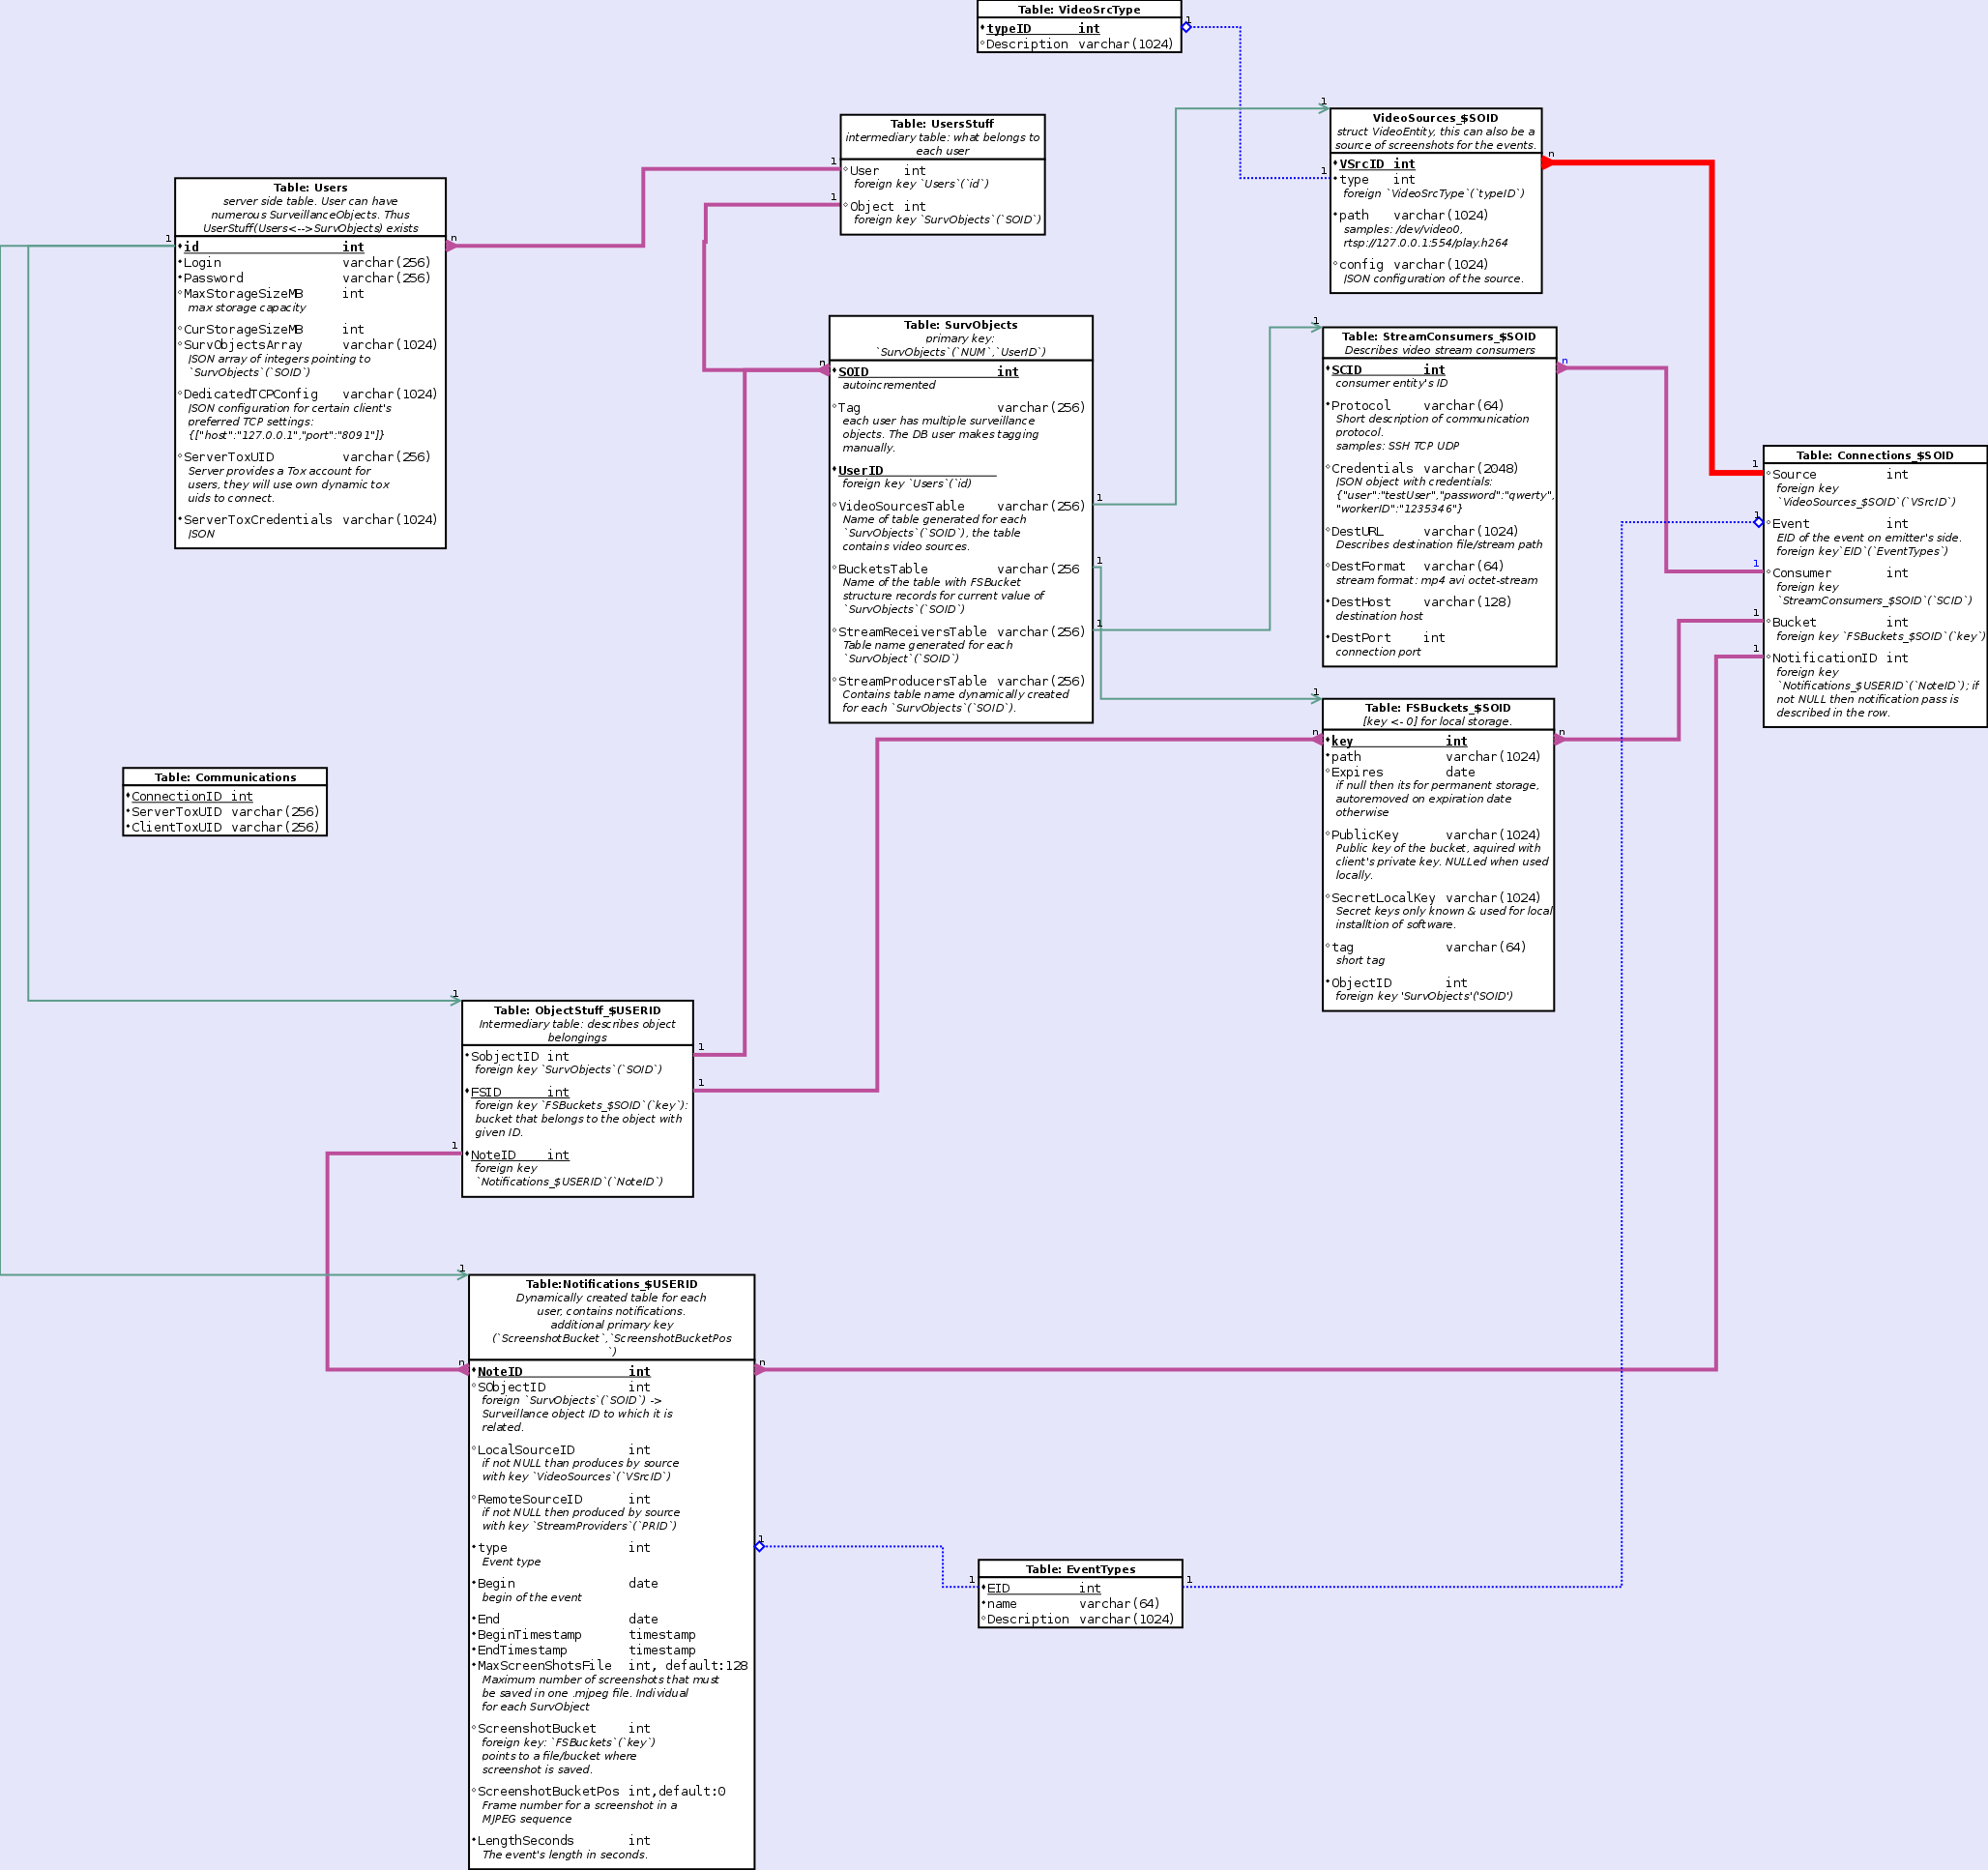 Table: VideoSrcType
typeID int
Description varchar(1024)
1
1
VideoSources_$SOID
struct VideoEntity, this can also be a
source of screenshots for the events.
VSrcID int
type int
foreign `VideoSrcType`(`typeID`)
path varchar(1024)
samples: /dev/video0,
rtsp://127.0.0.1:554/play.h264
config varchar(1024)
JSON configuration of the source.
1
1
n
Table: UsersStuff
intermediary table: what belongs to
each user
User int
foreign key `Users`(`id`)
Object int
foreign key `SurvObjects`(`SOID`)
1
1
Table: Users
server side table. User can have
numerous SurveillanceObjects. Thus
UserStuff(Users<-->SurvObjects) exists
id int
Login varchar(256)
Password varchar(256)
MaxStorageSizeMB int
max storage capacity
CurStorageSizeMB int
SurvObjectsArray varchar(1024)
JSON array of integers pointing to
`SurvObjects`(`SOID`)
DedicatedTCPConfig varchar(1024)
JSON configuration for certain client's
preferred TCP settings:
{["host":"127.0.0.1","port":"8091"]}
ServerToxUID varchar(256)
Server provides a Tox account for
users, they will use own dynamic tox
uids to connect.
ServerToxCredentials varchar(1024)
JSON
1
n
Table: SurvObjects
primary key:
`SurvObjects`(`NUM`,`UserID`)
SOID int
autoincremented
Tag varchar(256)
each user has multiple surveillance
objects. The DB user makes tagging
manually.
UserID
foreign key `Users`(`id)
VideoSourcesTable varchar(256)
Name of table generated for each
`SurvObjects`(`SOID`), the table
contains video sources.
BucketsTable varchar(256
Name of the table with FSBucket
structure records for current value of
`SurvObjects`(`SOID`)
StreamReceiversTable varchar(256)
Table name generated for each
`SurvObject`(`SOID`)
StreamProducersTable varchar(256)
Contains table name dynamically created
for each `SurvObjects`(`SOID`).
n
1
1
1
Table: StreamConsumers_$SOID
Describes video stream consumers
SCID int
consumer entity's ID
Protocol varchar(64)
Short description of communication
protocol.
samples: SSH TCP UDP
Credentials varchar(2048)
JSON object with credentials:
{"user":"testUser","password":"qwerty",
"workerID":"1235346"}
DestURL varchar(1024)
Describes destination file/stream path
DestFormat varchar(64)
stream format: mp4 avi octet-stream
DestHost varchar(128)
destination host
DestPort int
connection port
1
n
Table: Connections_$SOID
Source int
foreign key
`VideoSources_$SOID`(`VSrcID`)
Event int
EID of the event on emitter's side.
foreign key`EID`(`EventTypes`)
Consumer int
foreign key
`StreamConsumers_$SOID`(`SCID`)
Bucket int
foreign key `FSBuckets_$SOID`(`key`)
NotificationID int
foreign key
`Notifications_$USERID`(`NoteID`); if
not NULL then notification pass is
described in the row.
1
1
1
1
1
Table: FSBuckets_$SOID
[key <- 0] for local storage.
key int
path varchar(1024)
Expires date
if null then its for permanent storage,
autoremoved on expiration date
otherwise
PublicKey varchar(1024)
Public key of the bucket, aquired with
client's private key. NULLed when used
locally.
SecretLocalKey varchar(1024)
Secret keys only known & used for local
installtion of software.
tag varchar(64)
short tag
ObjectID int
foreign key 'SurvObjects'('SOID')
1
n
n
Table: Communications
ConnectionID int
ServerToxUID varchar(256)
ClientToxUID varchar(256)
Table: ObjectStuff_$USERID
Intermediary table: describes object
belongings
SobjectID int
foreign key `SurvObjects`(`SOID`)
FSID int
foreign key `FSBuckets_$SOID`(`key`):
bucket that belongs to the object with
given ID.
NoteID int
foreign key
`Notifications_$USERID`(`NoteID`)
1
1
1
1
Table:Notifications_$USERID
Dynamically created table for each
user, contains notifications.
additional primary key
(`ScreenshotBucket`,`ScreenshotBucketPos
`)
NoteID int
SObjectID int
foreign `SurvObjects`(`SOID`) ->
Surveillance object ID to which it is
related.
LocalSourceID int
if not NULL than produces by source
with key `VideoSources`(`VSrcID`)
RemoteSourceID int
if not NULL then produced by source
with key `StreamProviders`(`PRID`)
type int
Event type
Begin date
begin of the event
End date
BeginTimestamp timestamp
EndTimestamp timestamp
MaxScreenShotsFile int, default:128
Maximum number of screenshots that must
be saved in one .mjpeg file. Individual
for each SurvObject
ScreenshotBucket int
foreign key: `FSBuckets`(`key`)
points to a file/bucket where
screenshot is saved.
ScreenshotBucketPos int,default:0
Frame number for a screenshot in a
MJPEG sequence
LengthSeconds int
The event's length in seconds.
1
n
n
1
Table: EventTypes
EID int
name varchar(64)
Description varchar(1024)
1
1